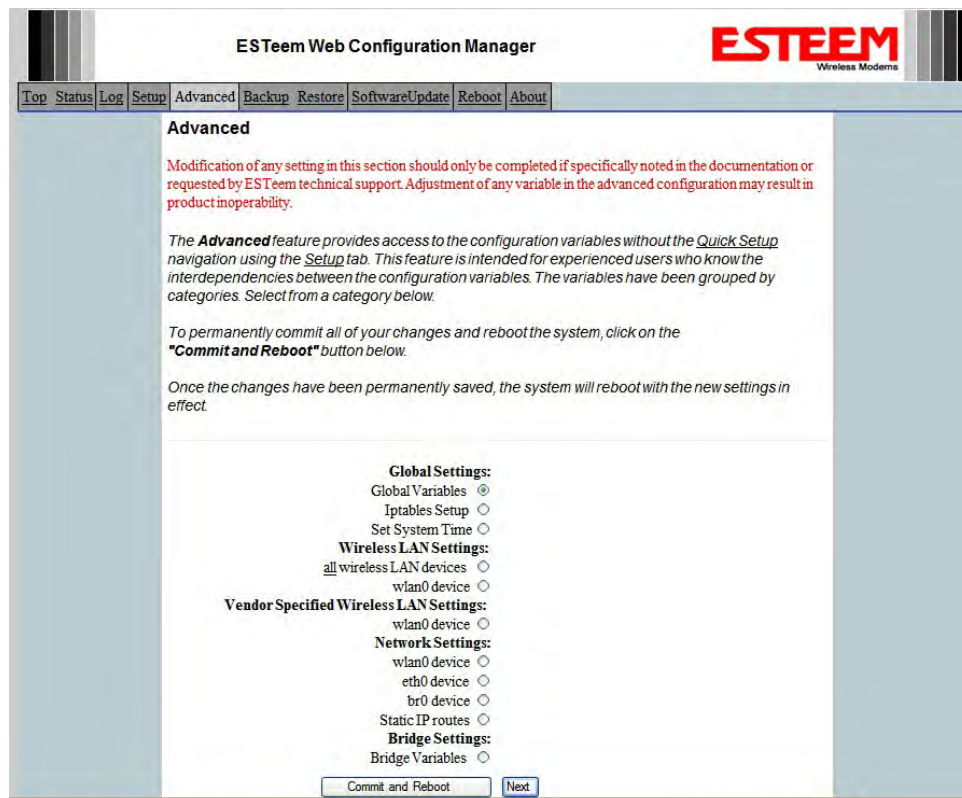 ESTeem Web Configuration Manager
ESTEEM
Wireless Modems
Top Status Log Setup Advanced Backup Restore SoftwareUpdate Reboot About
Advanced
Modification of any setting in this section should only be completed if specifically noted in the documentation or
requested by ESTeem technical support. Adjustment of any variable in the advanced configuration may result in
product inoperability.
The Advanced feature provides access to the configuration variables without the Quick Setup
navigation using the Setup tab. This feature is intended for experienced users who know the
interdependencies between the configuration variables. The variables have been grouped by
categories. Select from a category below.
To permanently commit all of your changes and reboot the system, click on the
"Commit and Reboot" button below.
Once the changes have been permanently saved, the system will reboot with the new settings in
effect.
Global Settings:
Global Variables
Iptables Setup
Set System Time
Wireless LAN Settings:
all wireless LAN devices
wlan0 device
Vendor Specified Wireless LAN Settings:
wlan0 device
Network Settings:
wlan0 device
eth0 device
br0 device
Static IP routes
Bridge Settings:
Bridge Variables
Commit and Reboot Next